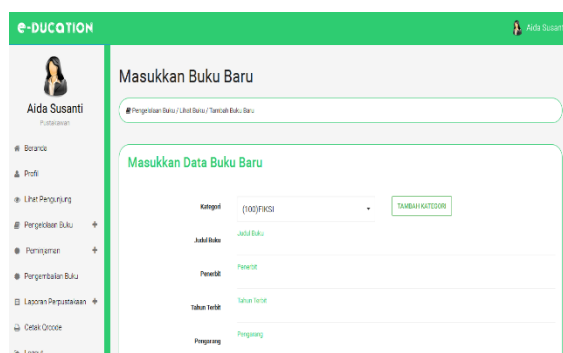 e-DUCATION
Aida Susanti
Masukkan Buku Baru
Aida Susanti
Pustakawan
Pengelolaan Buku / Lihat Buku / Tambah Buku Baru
Beranda
Profil
Lihat Pengunjung
Pengelolaan Buku +
Peminjaman +
Pengembalian Buku
Laporan Perpustakaan +
Cetak Qrcode
Logout
Masukkan Data Buku Baru
Kategori (100)FIKSI TAMBAH KATEGORI
Judul Buku Judul Buku
Penerbit Penerbit
Tahun Terbit Tahun Terbit
Pengarang Pengarang